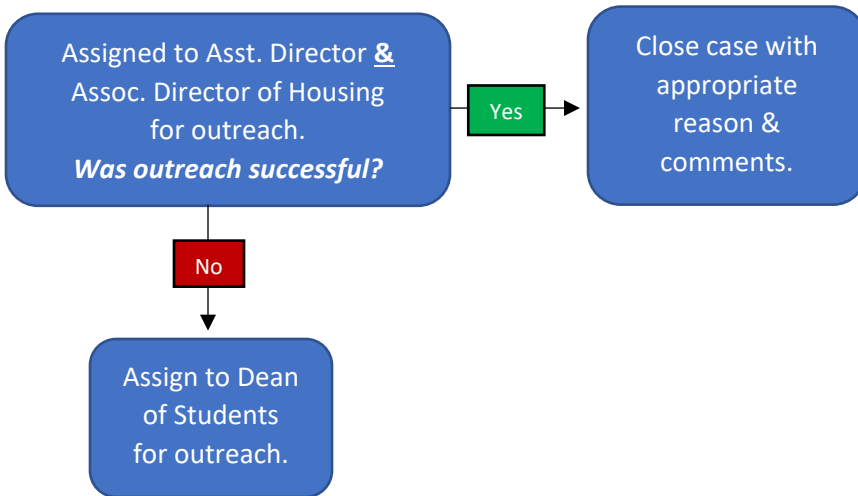 Assigned to Asst. Director &
Assoc. Director of Housing
for outreach.
Was outreach successful?
Yes
Close case with
appropriate
reason &
comments.
No
Assign to Dean
of Students
for outreach.